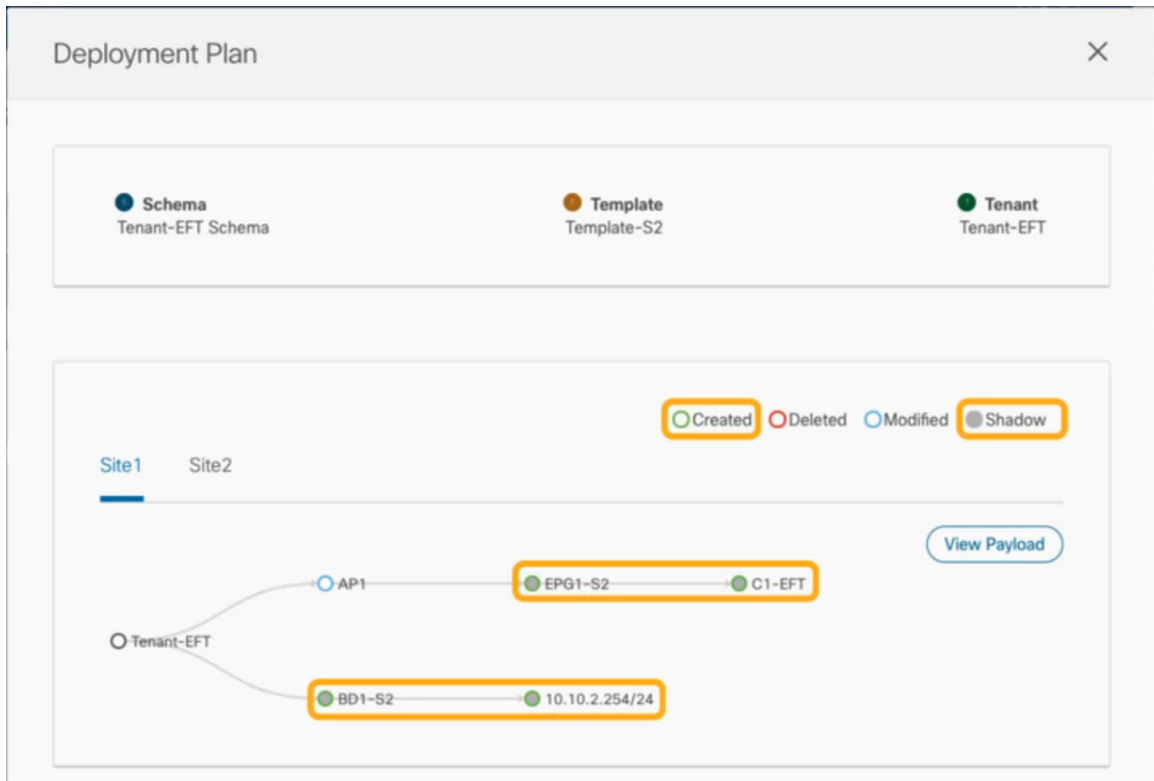 Deployment Plan
Schema
Tenant-EFT Schema
Template
Template-S2
Tenant
Tenant-EFT
Created Deleted Modified Shadow
Site1 Site2
View Payload
AP1 EPG1-S2 C1-EFT
Tenant-EFT
BD1-S2 10.10.2.254/24